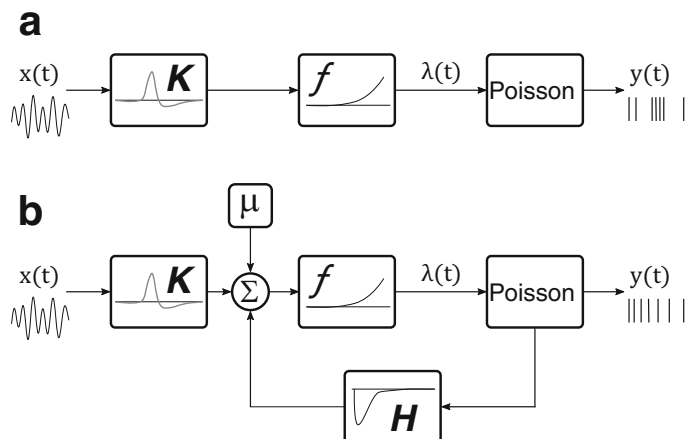 a
x(t)
K
f
λ(t)
Poisson
y(t)
b
μ
x(t)
K
Σ
f
λ(t)
Poisson
y(t)
H